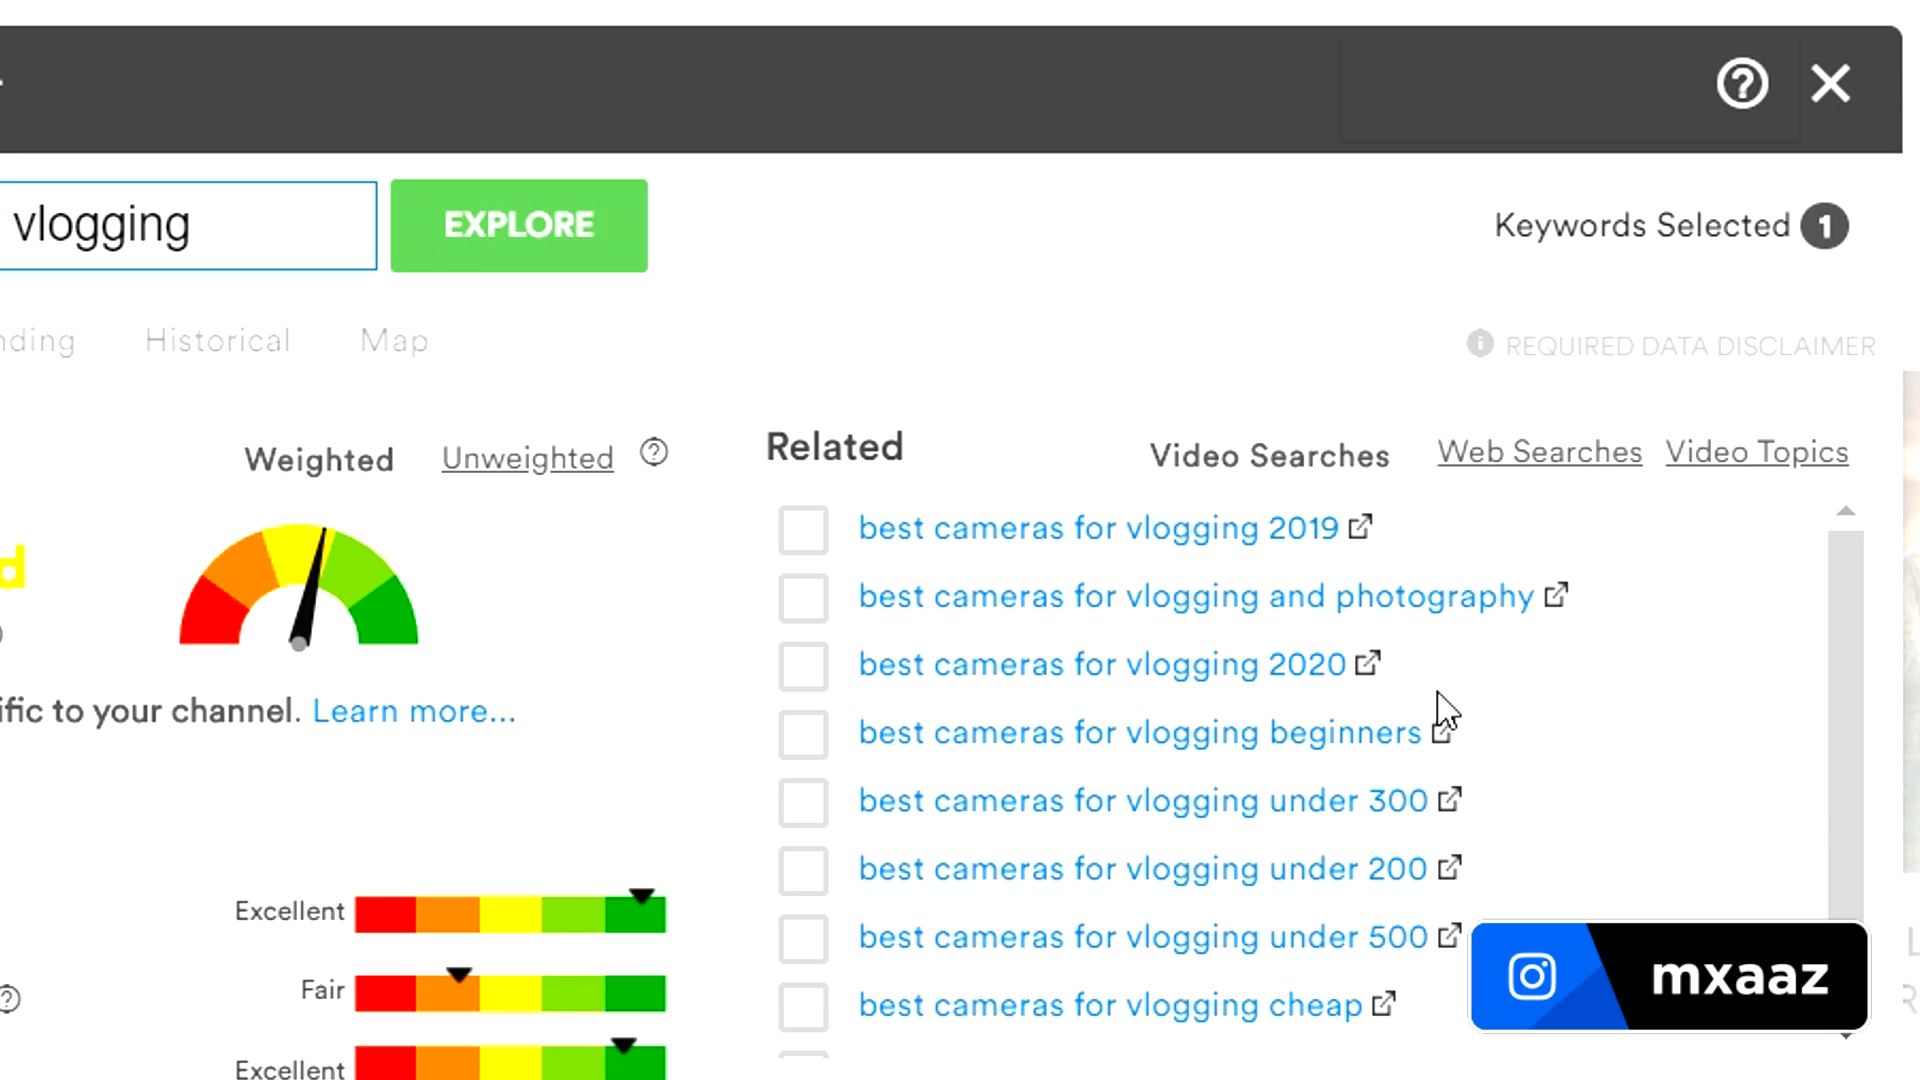 vlogging
EXPLORE
Keywords Selected 1
Historical
Map
REQUIRED DATA DISCLAIMER
Weighted
Unweighted
Related
Video Searches
Web Searches
Video Topics
best cameras for vlogging 2019
best cameras for vlogging and photography
best cameras for vlogging 2020
best cameras for vlogging beginners
best cameras for vlogging under 300
best cameras for vlogging under 200
best cameras for vlogging under 500
best cameras for vlogging cheap
to your channel. Learn more...
Excellent
Fair
Excellent
mxaaz